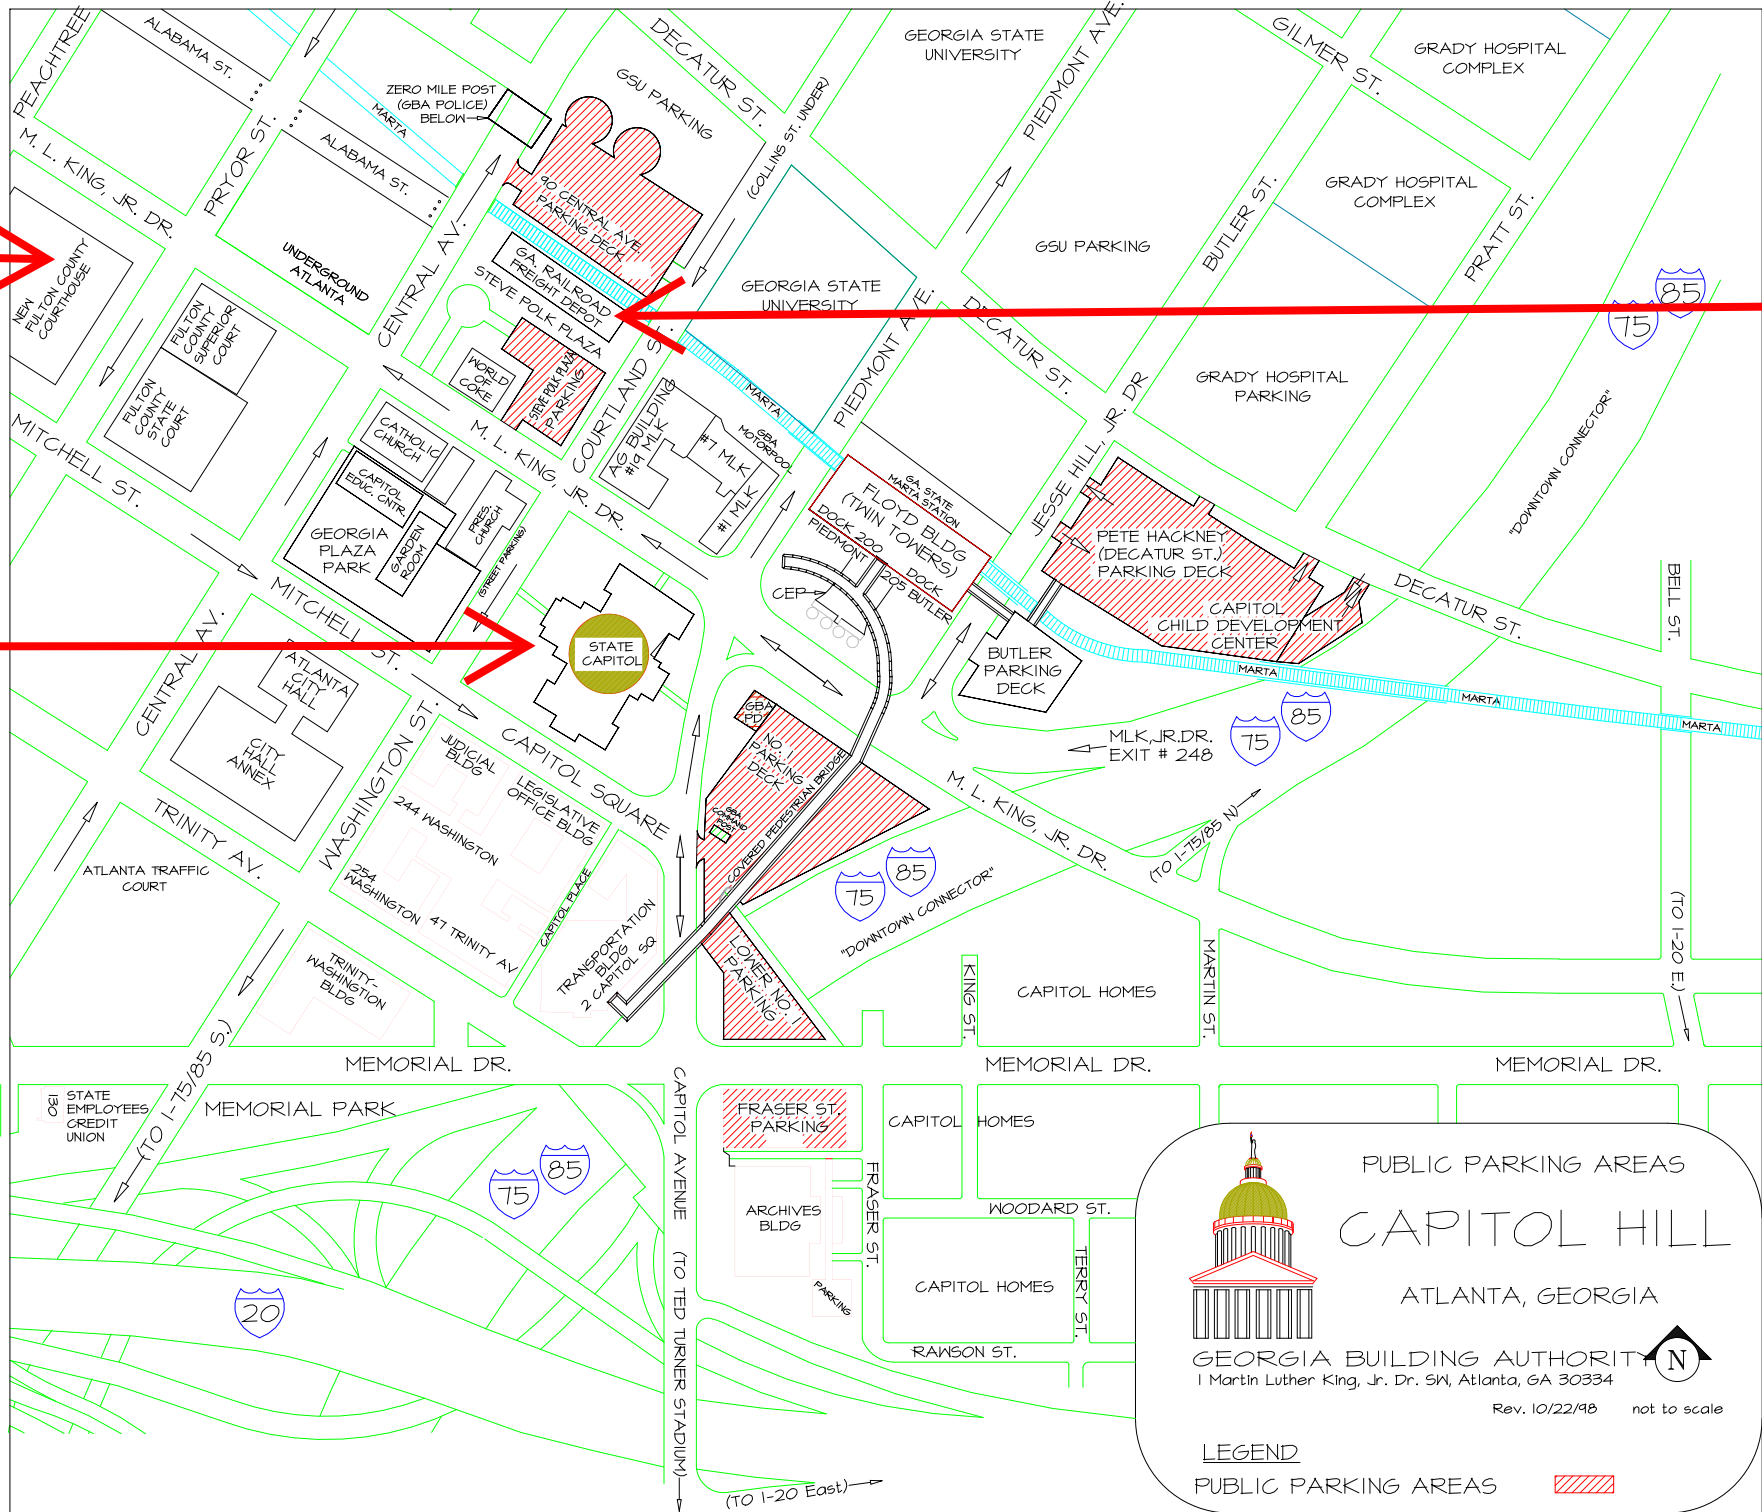 PEACHTREE
ALABAMA ST.
DECATUR ST.
GEORGIA STATE
UNIVERSITY
PIEDMONT AVE.
GILMER ST.
GRADY HOSPITAL
COMPLEX
ZERO MILE POST
(GBA POLICE)
BELOW
GSU PARKING
MARTA
M. L. KING, JR. DR.
PRYOR ST.
ALABAMA ST.
(COLLINS ST. UNDER)
90 CENTRAL AVE.
PARKING DECK
GRADY HOSPITAL
COMPLEX
BUTLER ST.
PRATT ST.
GSU PARKING
NEW
FULTON COUNTY
COURTHOUSE
UNDERGROUND
ATLANTA
CENTRAL AV.
GA. RAILROAD
FREIGHT DEPOT
STEVE POLK PLAZA
GEORGIA STATE
UNIVERSITY
75
85
FULTON
COUNTY
SUPERIOR
COURT
FULTON
COUNTY
STATE
COURT
WORLD
OF
COKE
STEVE POLK PLAZA
PARKING
COURTLAND ST.
PIEDMONT AVE.
DECATUR ST.
GRADY HOSPITAL
PARKING
"DOWNTOWN CONNECTOR"
MITCHELL ST.
CATHOLIC
CHURCH
M. L. KING, JR. DR.
AG BUILDING
#19 MLK
#7 MLK
#1 MLK
GBA
MOTORPOOL
MARTA
JESSE HILL, JR. DR
CAPITOL
EDUC. CNTR.
GEORGIA
PLAZA
PARK
GARDEN
ROOM
PRES.
CHURCH
(STREET PARKING)
GA. STATE
MARTA STATION
FLOYD BLDG
(TWIN TOWERS)
DOCK 200
PIEDMONT
DOCK
205 BUTLER
CEP
PETE HACKNEY
(DECATUR ST.)
PARKING DECK
CAPITOL
CHILD DEVELOPMENT
CENTER
DECATUR ST.
BELL ST.
MITCHELL ST.
STATE
CAPITOL
BUTLER
PARKING
DECK
MARTA
MARTA
MARTA
CENTRAL AV.
ATLANTA
CITY
HALL
CITY
HALL
ANNEX
WASHINGTON ST.
JUDICIAL
BLDG
CAPITOL SQUARE
LEGISLATIVE
OFFICE BLDG
244 WASHINGTON
254
WASHINGTON
47 TRINITY AV
CAPITOL PLACE
GBA
PD
NO. 1
PARKING
DECK
GBA
COMMAND
POST
COVERED PEDESTRIAN BRIDGE
MLK,JR.DR.
EXIT # 248
75
85
M. L. KING, JR. DR.
(TO I-75/85 N)
TRINITY AV.
ATLANTA TRAFFIC
COURT
75
85
"DOWNTOWN CONNECTOR"
TRINITY-
WASHINGTION
BLDG
TRANSPORTATION
BLDG
2 CAPITOL SQ
LOWER NO. 1
PARKING
KING ST.
CAPITOL HOMES
MARTIN ST.
(TO I-20 E.)
(TO I-75/85 S.)
MEMORIAL DR.
MEMORIAL DR.
MEMORIAL DR.
130
STATE
EMPLOYEES
CREDIT
UNION
MEMORIAL PARK
CAPITOL AVENUE (TO TED TURNER STADIUM)
FRASER ST.
PARKING
CAPITOL HOMES
75
85
ARCHIVES
BLDG
FRASER ST.
WOODARD ST.
PARKING
CAPITOL HOMES
TERRY ST.
20
RAWSON ST.
(TO I-20 East)
PUBLIC PARKING AREAS
CAPITOL HILL
ATLANTA, GEORGIA
GEORGIA BUILDING AUTHORITY
N
1 Martin Luther King, Jr. Dr. SW, Atlanta, GA 30334
Rev. 10/22/98 not to scale
LEGEND
PUBLIC PARKING AREAS